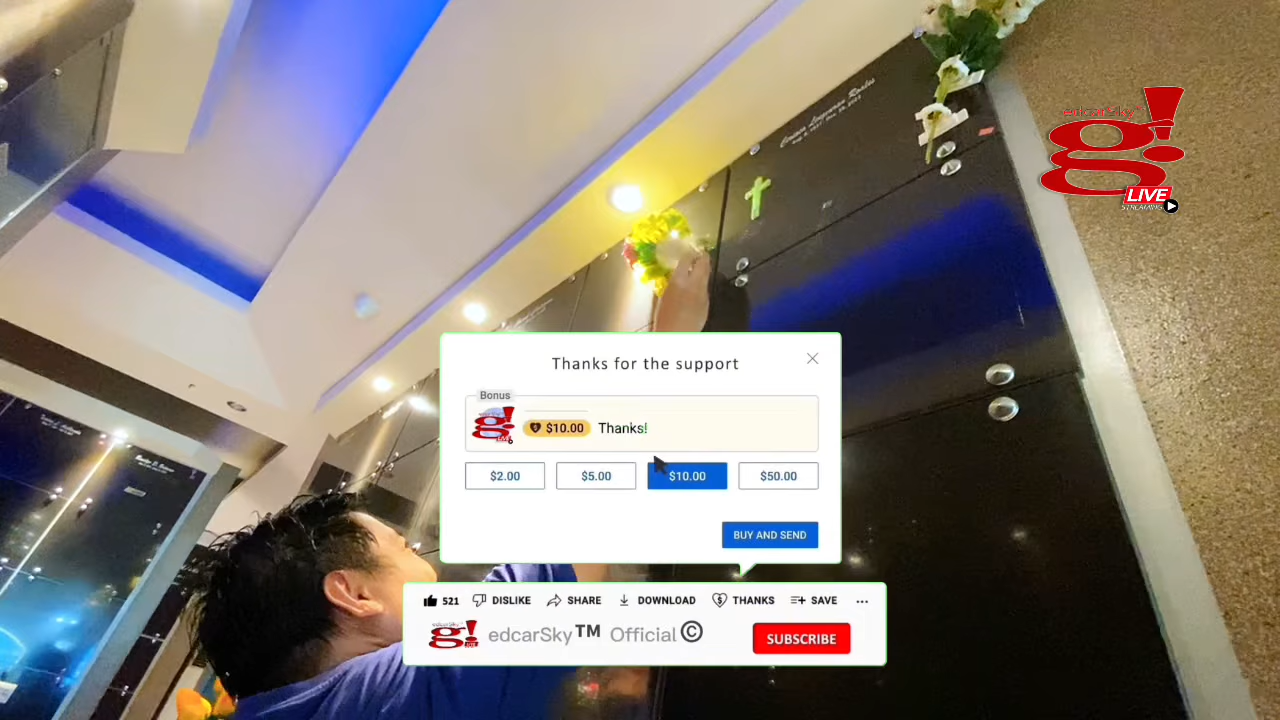 edcarSky
g!
LIVE
STREAMING
Thanks for the support
Bonus
$10.00 Thanks!
$2.00 $5.00 $10.00 $50.00
BUY AND SEND
521 DISLIKE SHARE DOWNLOAD THANKS SAVE ...
edcarSky™ Official ©
SUBSCRIBE